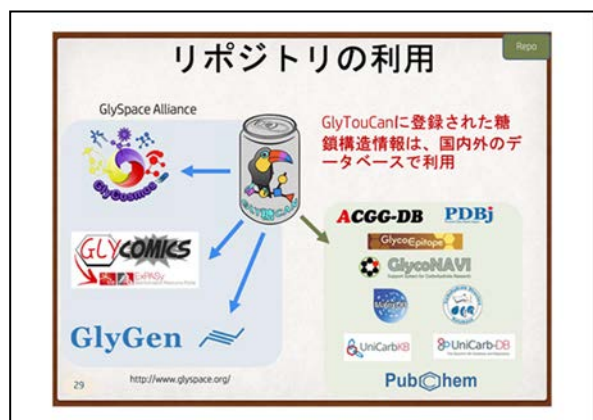 Repo
リポジトリの利用
GlySpace Alliance
GlyTouCanに登録された糖
鎖構造情報は、国内外のデ
ータベースで利用
GlyCosmos
GLYTOUCAN
ACGG-DB
PDBj
GlycoEpitope
GLYCOMICS
ExPASy
GlycoNAVI
GlyGen
UniCarbKB
UniCarb-DB
PubChem
29
http://www.glyspace.org/